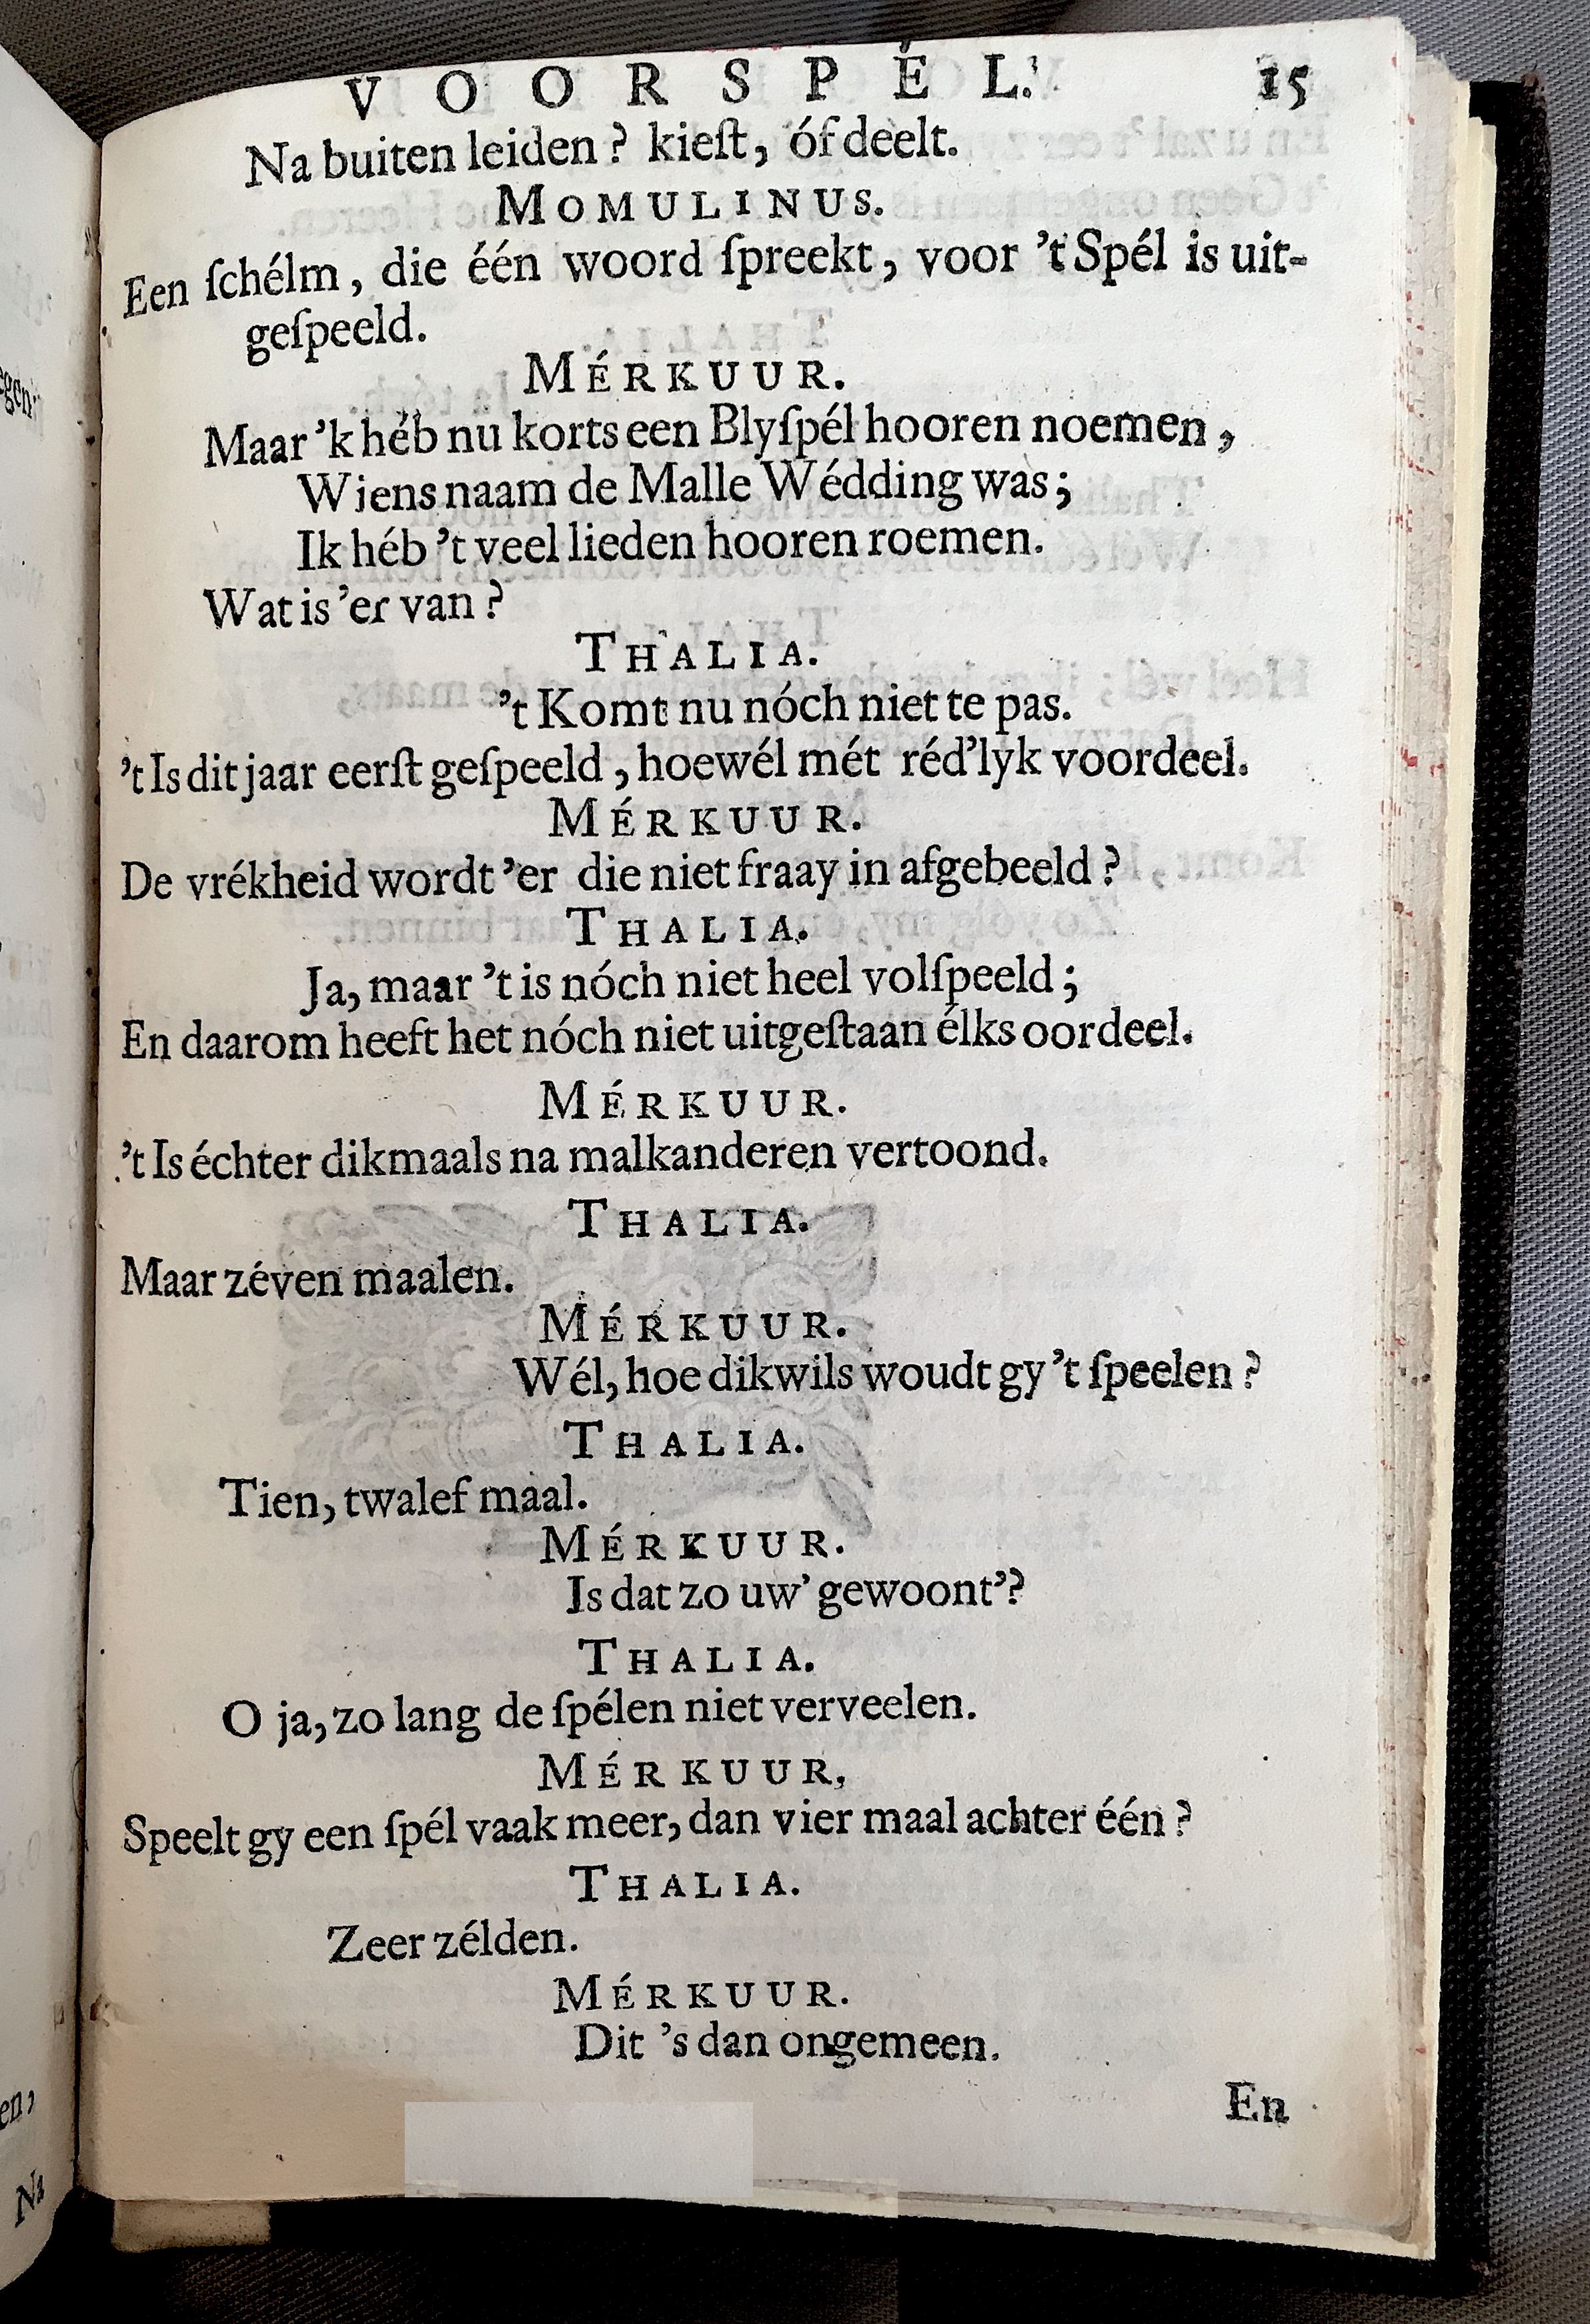 VOORSPÉL. 15
Na buiten leiden? kieſt, óf deelt.
MOMULINUS.
Een ſchélm, die één woord ſpreekt, voor 't Spél is uit-
geſpeeld.
MÉRKUUR.
Maar 'k héb nu korts een Blyſpél hooren noemen,
Wiens naam de Malle Wédding was;
Ik héb 't veel lieden hooren roemen.
Wat is 'er van?
THALIA.
't Komt nu nóch niet te pas.
't Is dit jaar eerſt geſpeeld, hoewél mét réd'lyk voordeel.
MÉRKUUR.
De vrékheid wordt 'er die niet fraay in afgebeeld?
THALIA.
Ja, maar 't is nóch niet heel volſpeeld;
En daarom heeft het nóch niet uitgeſtaan élks oordeel.
MÉRKUUR.
't Is échter dikmaals na malkanderen vertoond.
THALIA.
Maar zéven maalen.
MÉRKUUR.
Wél, hoe dikwils woudt gy 't ſpeelen?
THALIA.
Tien, twalef maal.
MÉRKUUR.
Is dat zo uw' gewoont'?
THALIA.
O ja, zo lang de ſpélen niet verveelen.
MÉRKUUR,
Speelt gy een ſpél vaak meer, dan vier maal achter één?
THALIA.
Zeer zélden.
MÉRKUUR.
Dit 's dan ongemeen.
En
egen:
en,
Na